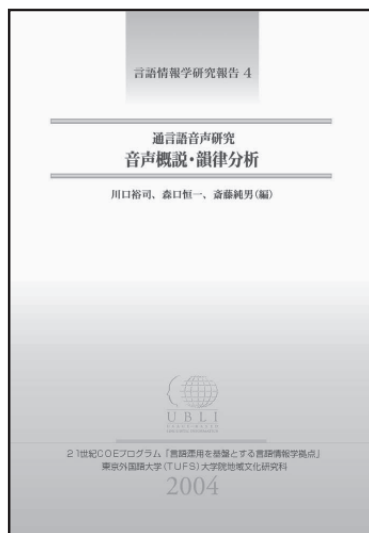 言語情報学研究報告 4
通言語音声研究
音声概説・韻律分析
川口裕司、森口恒一、斎藤純男(編)
UBLI
21世紀COEプログラム「言語運用を基盤とする言語情報学拠点」
東京外国語大学(TUFS)大学院地域文化研究科
2004